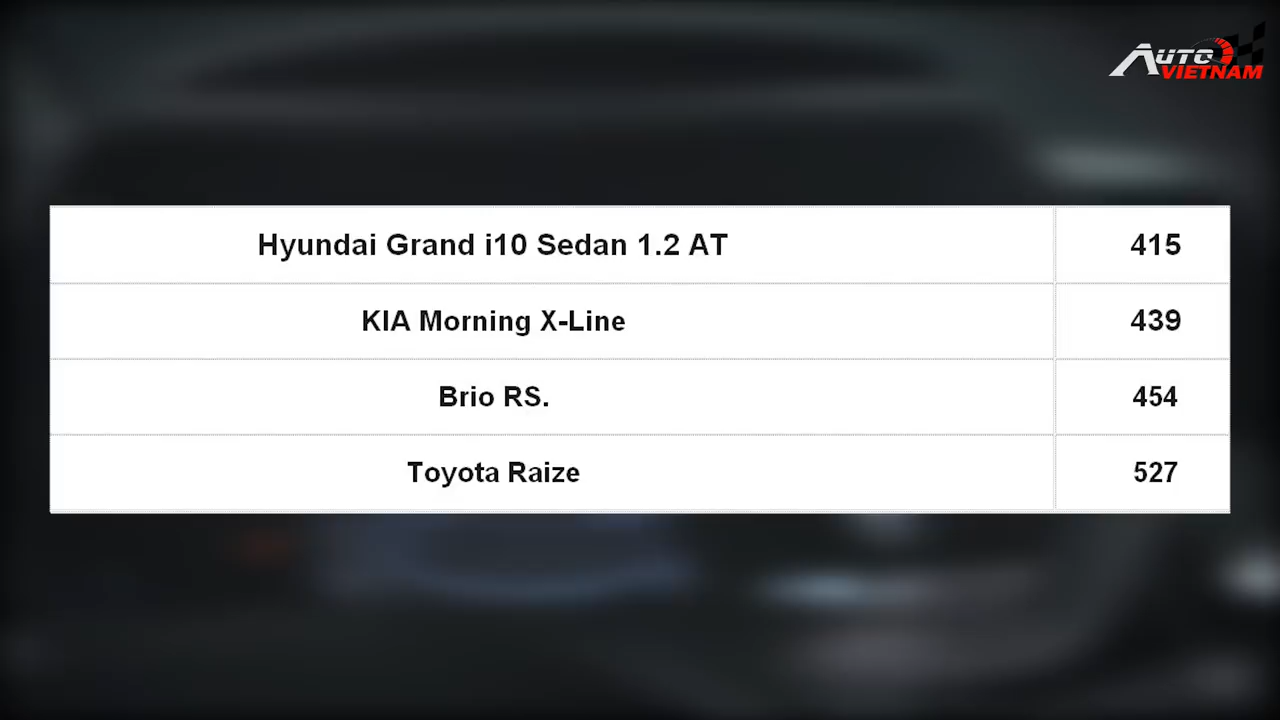 AUTO
VIETNAM
Hyundai Grand i10 Sedan 1.2 AT 415
KIA Morning X-Line 439
Brio RS. 454
Toyota Raize 527